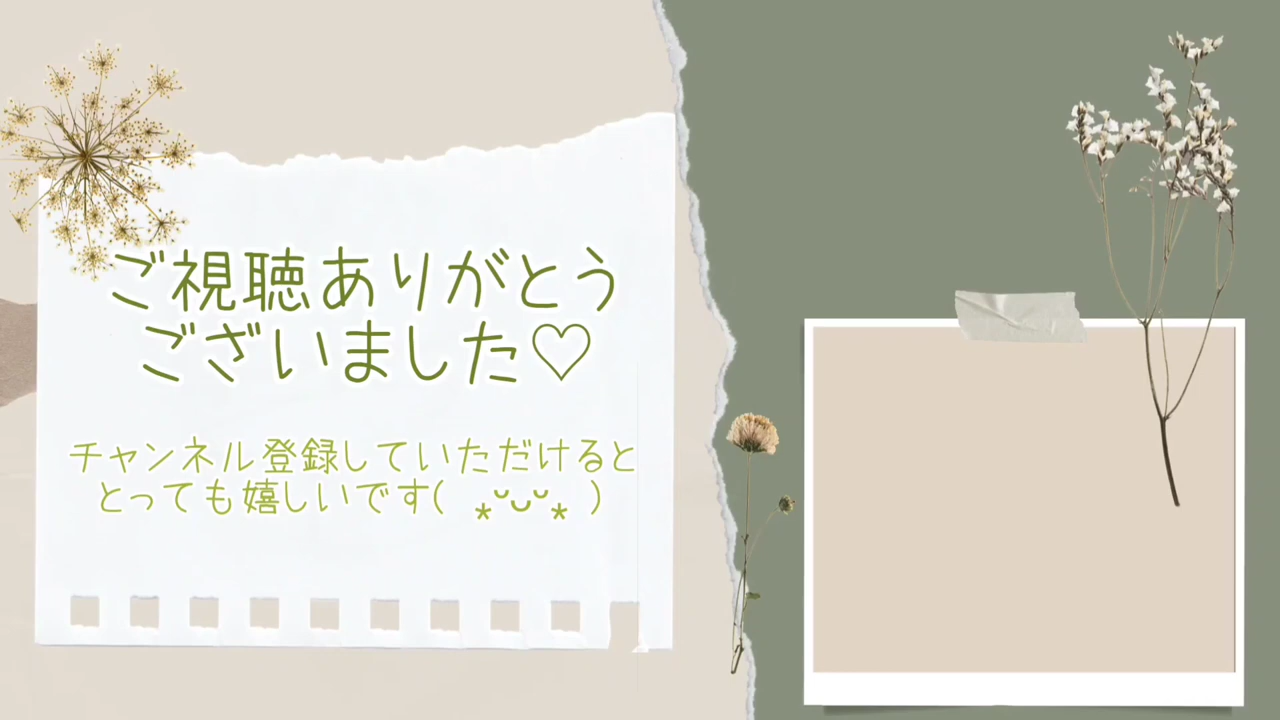 ご視聴ありがとう
ございました♡
チャンネル登録していただけると
とっても嬉しいです( ⁎ᵕᴗᵕ⁎ )